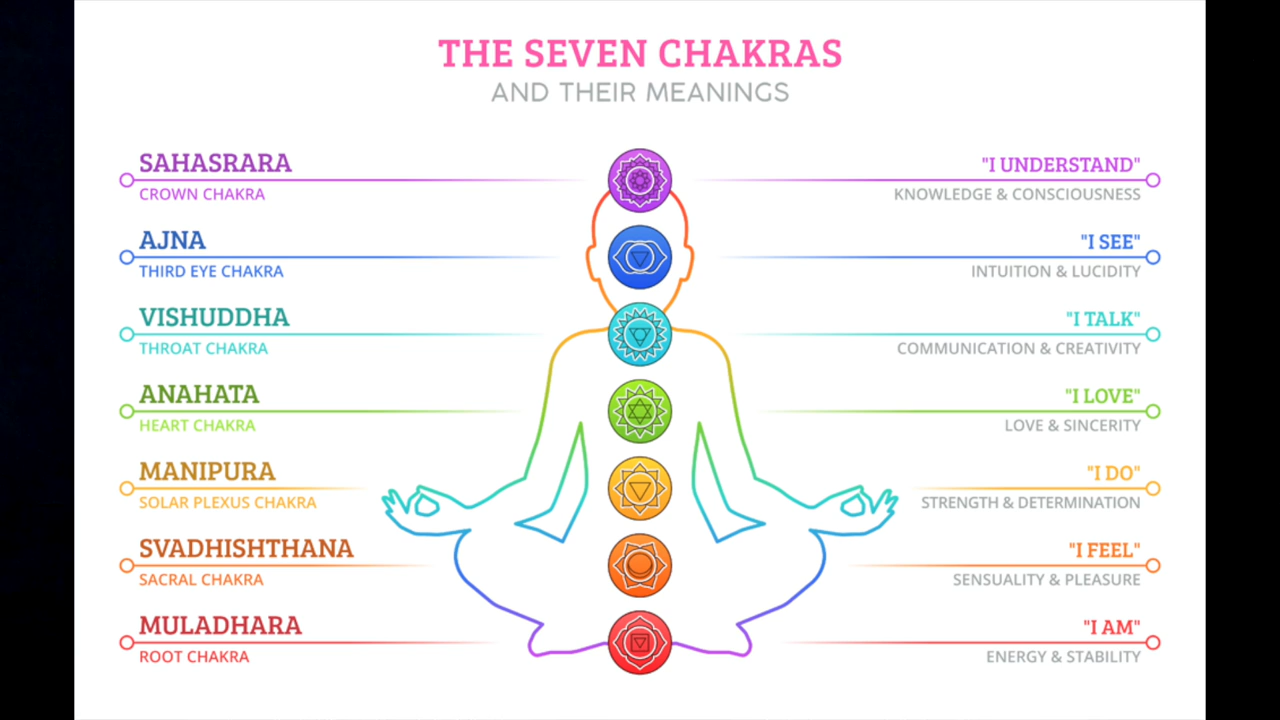 THE SEVEN CHAKRAS
AND THEIR MEANINGS
SAHASRARA
CROWN CHAKRA
"I UNDERSTAND"
KNOWLEDGE & CONSCIOUSNESS
AJNA
THIRD EYE CHAKRA
"I SEE"
INTUITION & LUCIDITY
VISHUDDHA
THROAT CHAKRA
"I TALK"
COMMUNICATION & CREATIVITY
ANAHATA
HEART CHAKRA
"I LOVE"
LOVE & SINCERITY
MANIPURA
SOLAR PLEXUS CHAKRA
"I DO"
STRENGTH & DETERMINATION
SVADHISHTHANA
SACRAL CHAKRA
"I FEEL"
SENSUALITY & PLEASURE
MULADHARA
ROOT CHAKRA
"I AM"
ENERGY & STABILITY